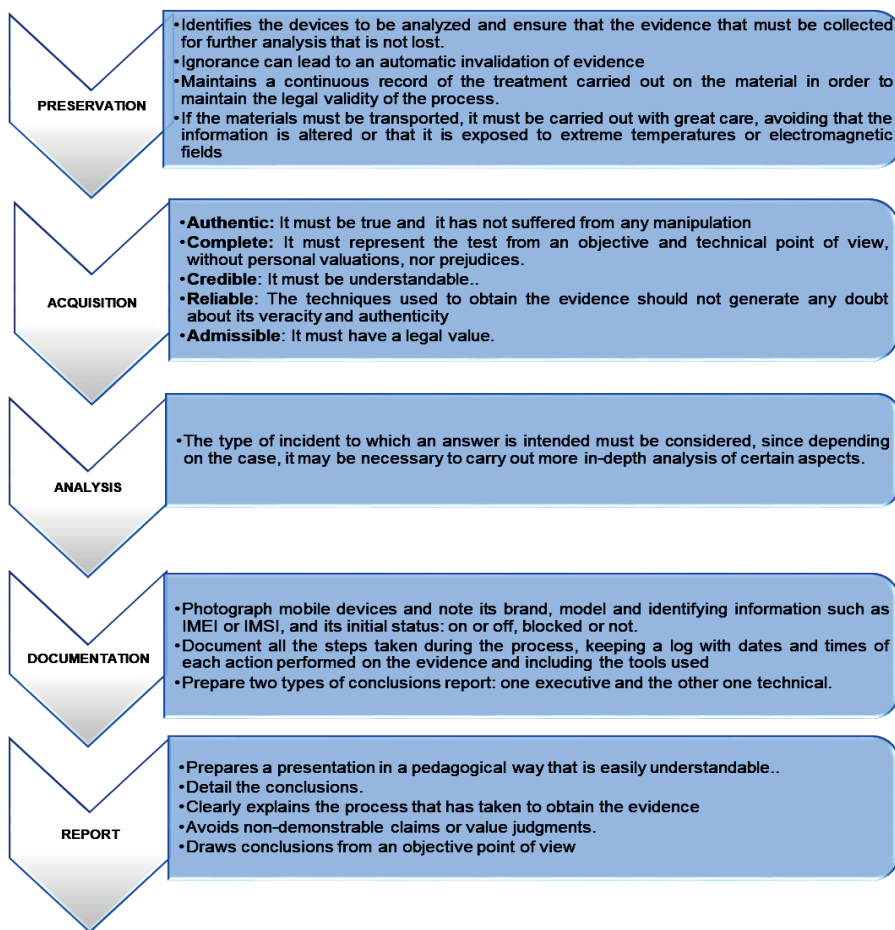 PRESERVATION
•Identifies the devices to be analyzed and ensure that the evidence that must be collected
for further analysis that is not lost.
•Ignorance can lead to an automatic invalidation of evidence
•Maintains a continuous record of the treatment carried out on the material in order to
maintain the legal validity of the process.
•If the materials must be transported, it must be carried out with great care, avoiding that the
information is altered or that it is exposed to extreme temperatures or electromagnetic
fields
ACQUISITION
•Authentic: It must be true and it has not suffered from any manipulation
•Complete: It must represent the test from an objective and technical point of view,
without personal valuations, nor prejudices.
•Credible: It must be understandable..
•Reliable: The techniques used to obtain the evidence should not generate any doubt
about its veracity and authenticity
•Admissible: It must have a legal value.
ANALYSIS
•The type of incident to which an answer is intended must be considered, since depending
on the case, it may be necessary to carry out more in-depth analysis of certain aspects.
DOCUMENTATION
•Photograph mobile devices and note its brand, model and identifying information such as
IMEI or IMSI, and its initial status: on or off, blocked or not.
•Document all the steps taken during the process, keeping a log with dates and times of
each action performed on the evidence and including the tools used
•Prepare two types of conclusions report: one executive and the other one technical.
REPORT
•Prepares a presentation in a pedagogical way that is easily understandable..
•Detail the conclusions.
•Clearly explains the process that has taken to obtain the evidence
•Avoids non-demonstrable claims or value judgments.
•Draws conclusions from an objective point of view